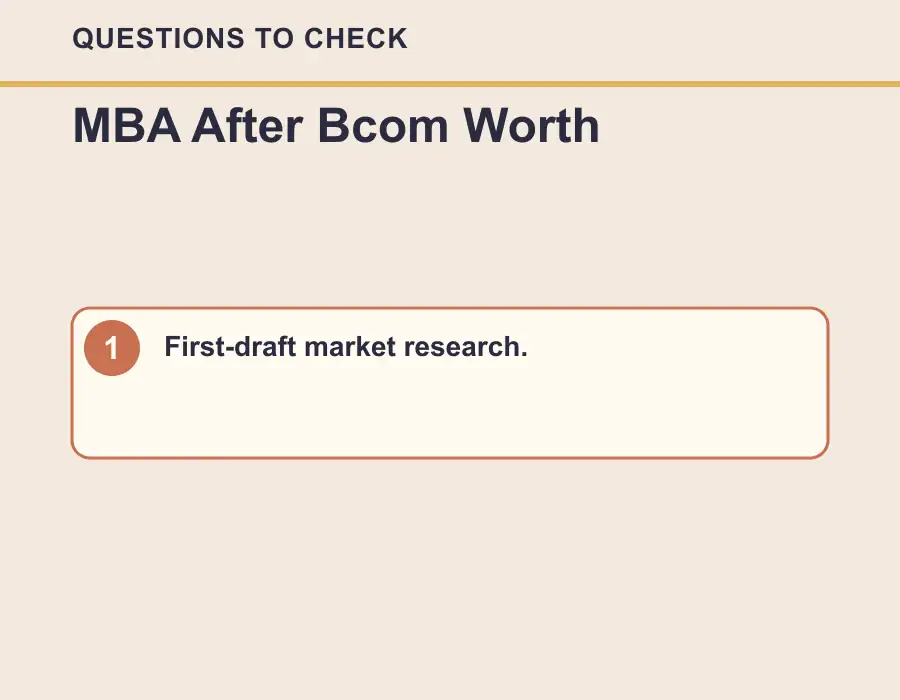 QUESTIONS TO CHECK
MBA After Bcom Worth
1 First-draft market research.